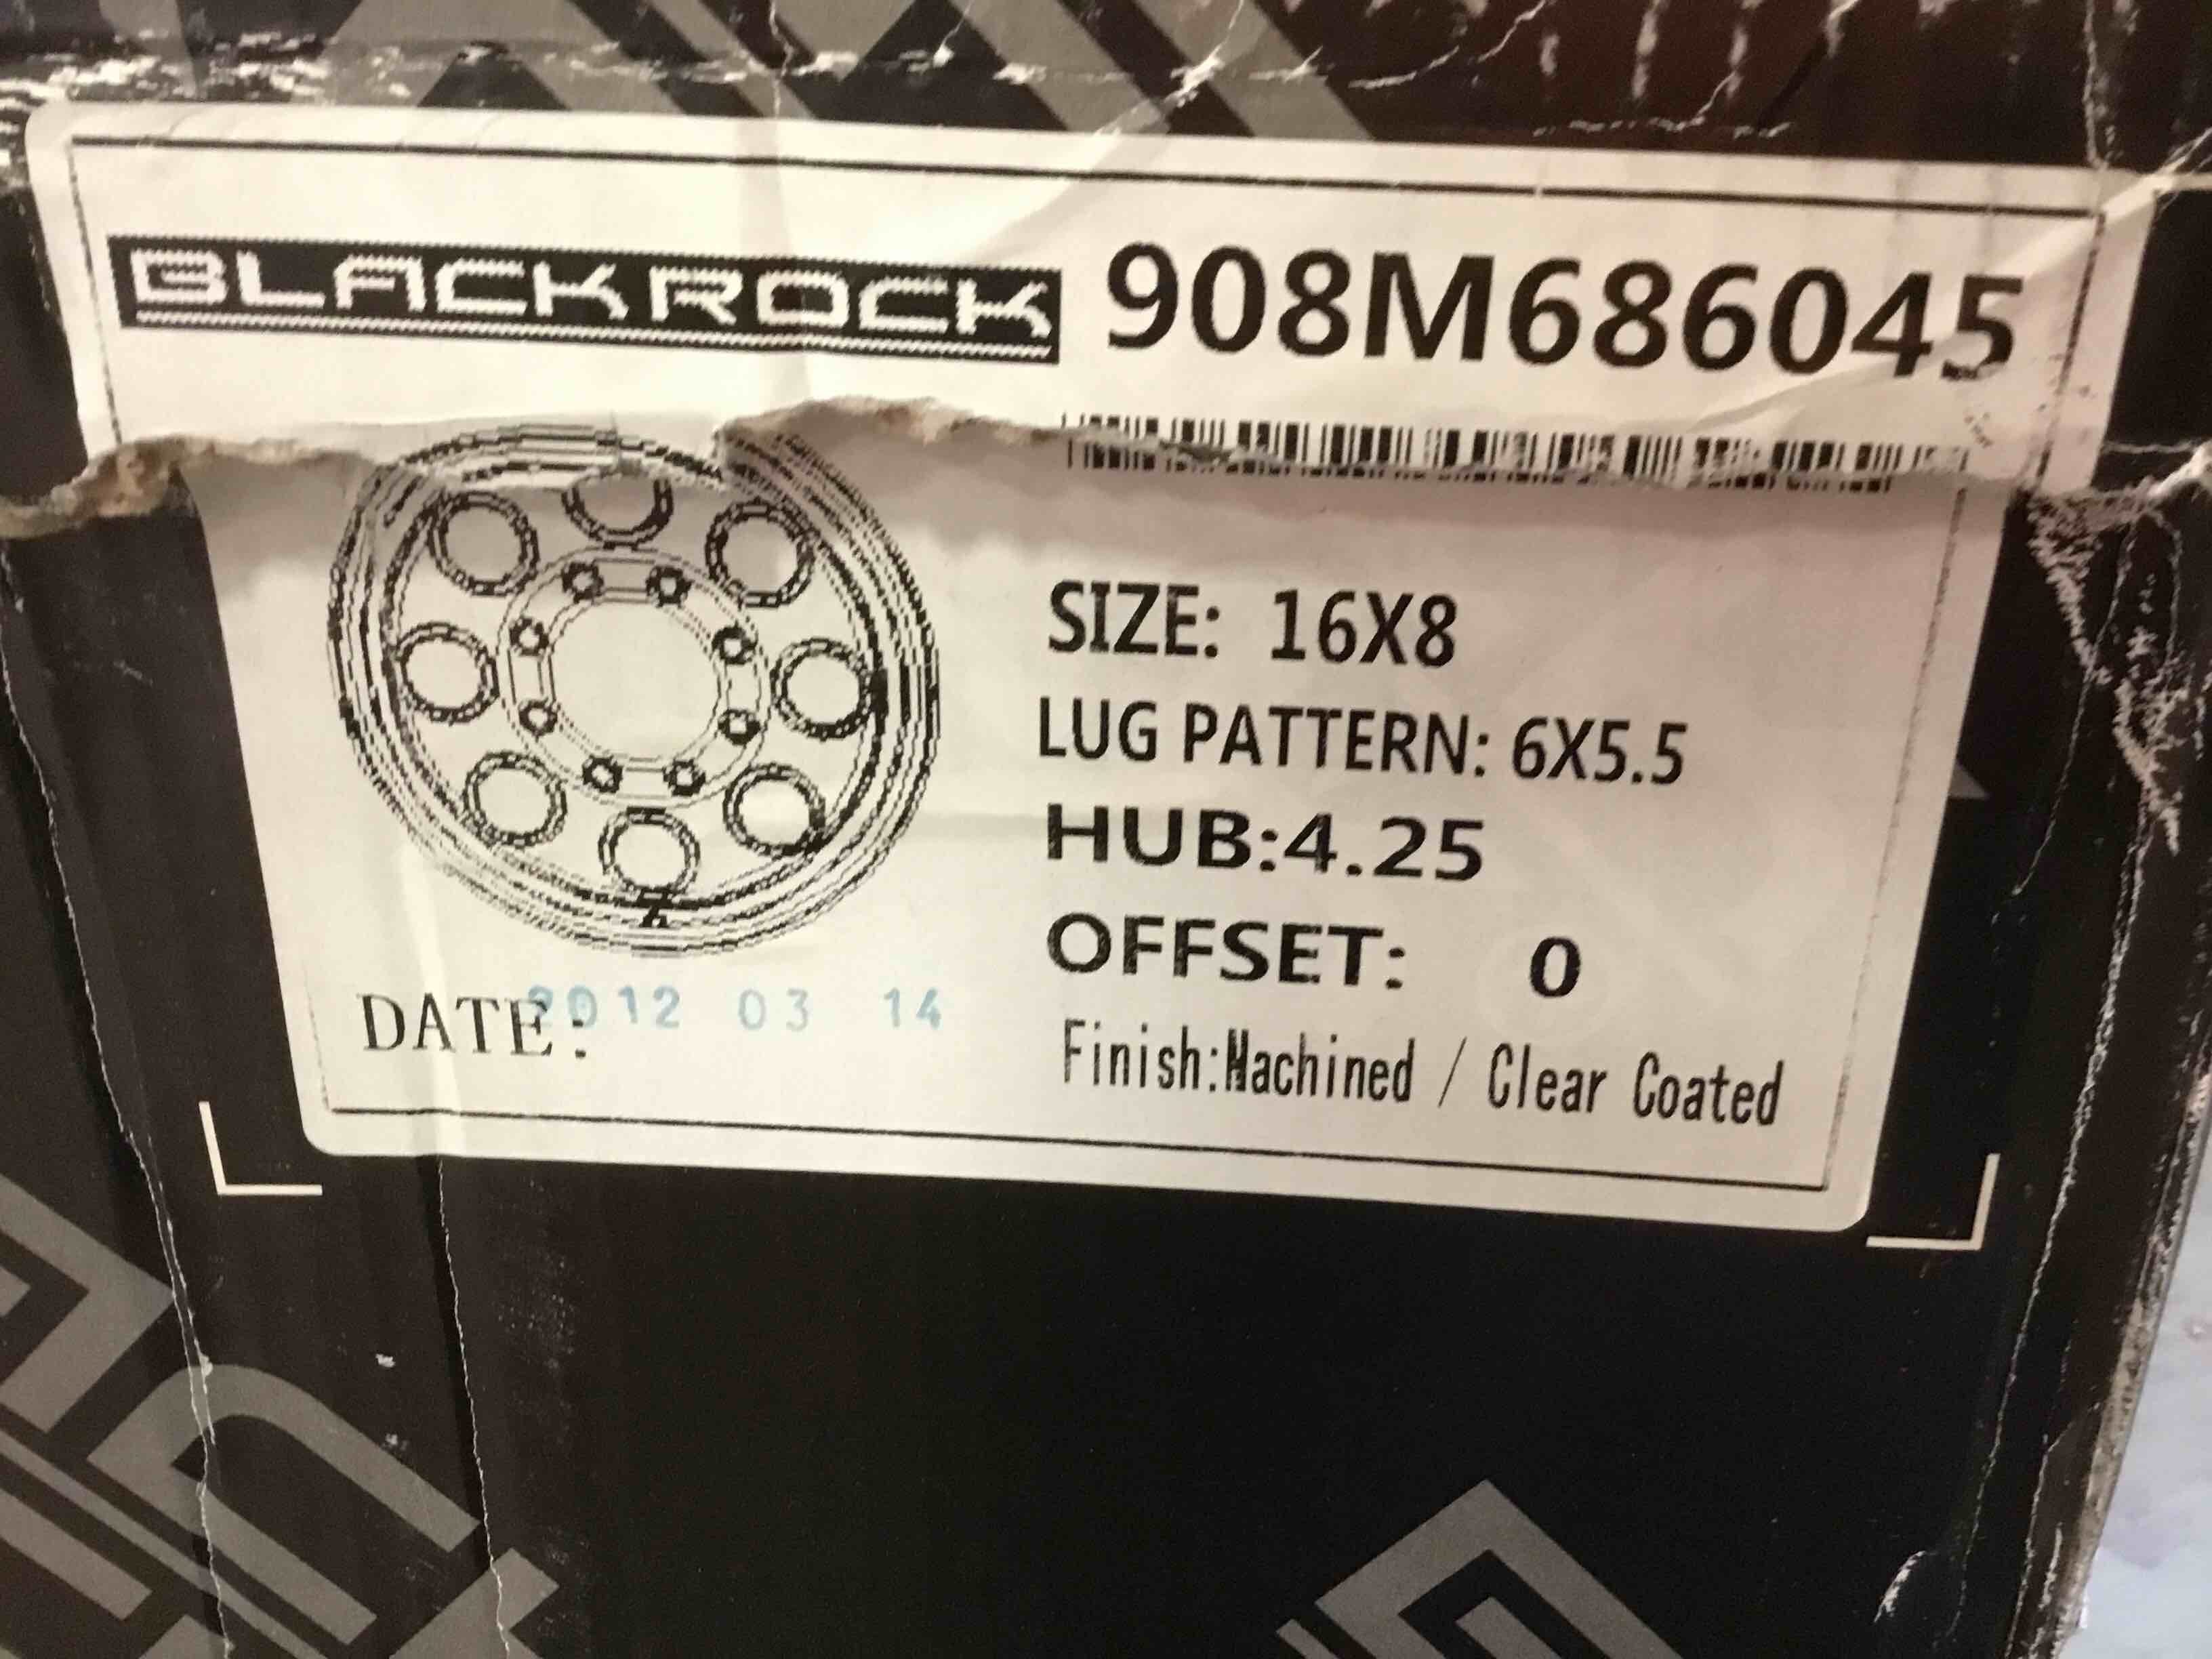 BLACKROCK 908M686045
SIZE: 16X8
LUG PATTERN: 6X5.5
HUB:4.25
OFFSET: 0
DATE: 2012 03 14
Finish:Machined / Clear Coated